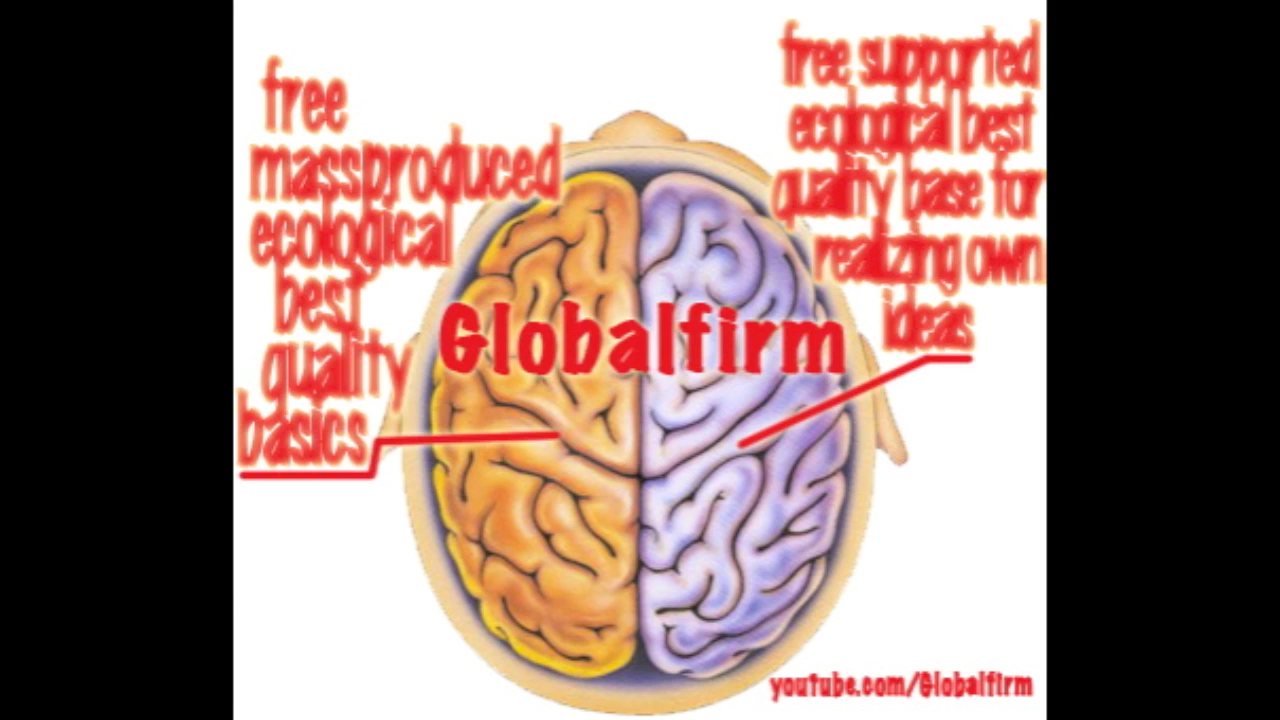 free
massproduced
ecological
best
quality
basics
free supported
ecological best
quality base for
realizing own
ideas
Globalfirm
youtube.com/Globalfirm